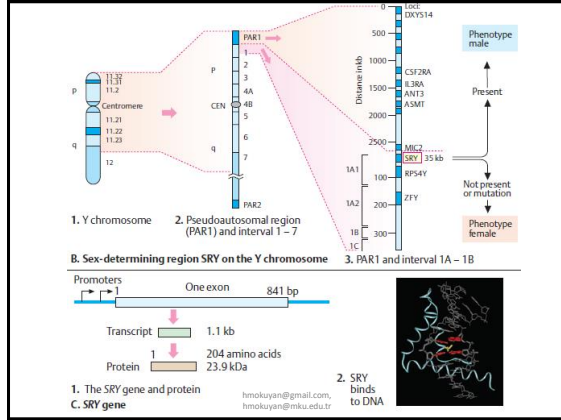 p
11.32
11.31
11.2
Centromere
11.21
11.22
11.23
q
12
1. Y chromosome
PAR1
p
1
2
3
4A
CEN
4B
5
6
q
7
PAR2
2. Pseudoautosomal region
(PAR1) and interval 1 – 7
Loci:
0
DXYS14
500
1000
CSF2RA
IL3RA
1500
ANT3
ASMT
2000
2500
MIC2
Distance in kb
SRY 35 kb
1A1
100
RPS4Y
1A2
200
ZFY
1B
300
1C
Phenotype
male
Present
Not present
or mutation
Phenotype
female
B. Sex-determining region SRY on the Y chromosome
3. PAR1 and interval 1A – 1B
Promoters
1
One exon
841 bp
Transcript
1.1 kb
1
204 amino acids
Protein
23.9 kDa
1. The SRY gene and protein
C. SRY gene
hmokuyan@gmail.com,
hmokuyan@mku.edu.tr
2. SRY
binds
to DNA